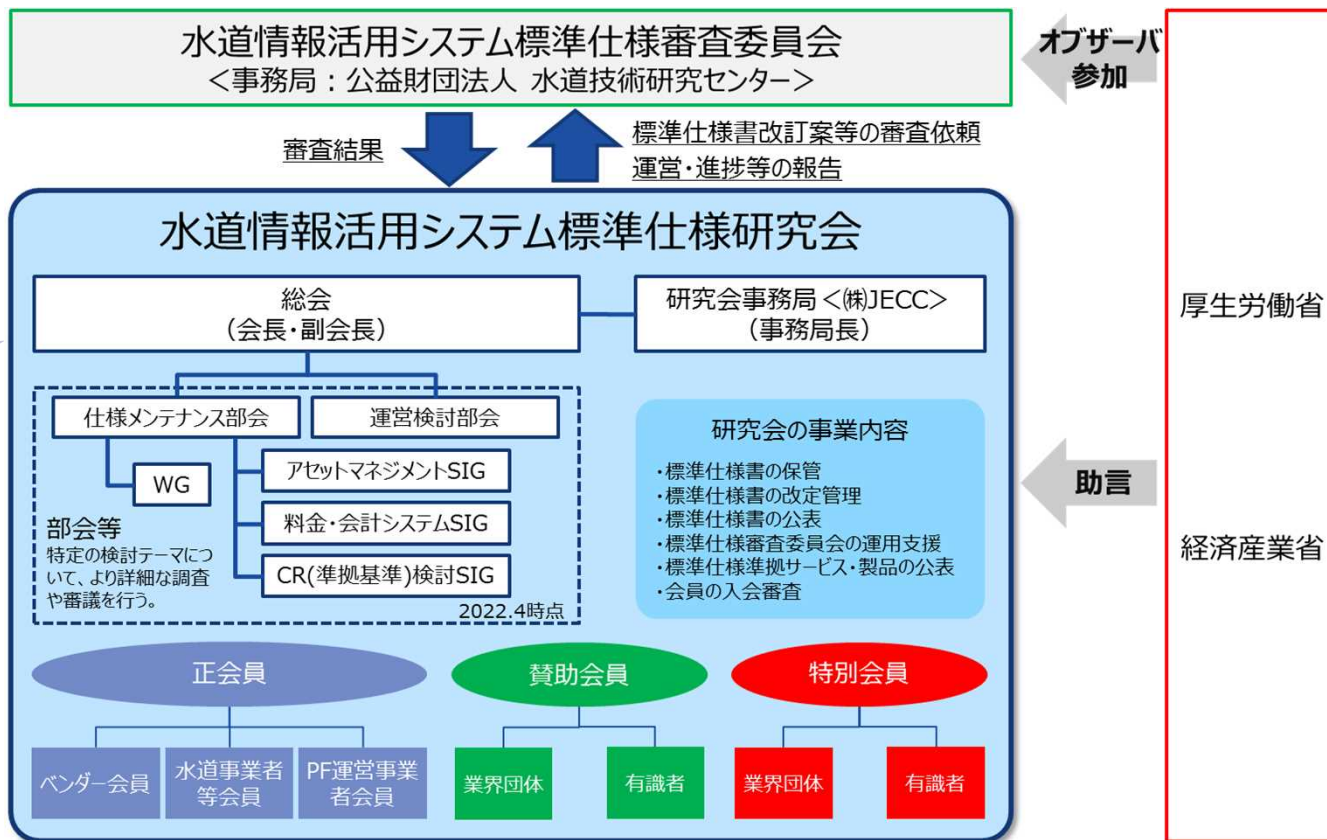 水道情報活用システム標準仕様審査委員会
<事務局：公益財団法人 水道技術研究センター>
オブザーバ
参加
審査結果
標準仕様書改訂案等の審査依頼
運営・進捗等の報告
水道情報活用システム標準仕様研究会
総会
（会長・副会長）
研究会事務局<㈱JECC>
（事務局長）
厚生労働省
仕様メンテナンス部会
運営検討部会
WG
アセットマネジメントSIG
料金・会計システムSIG
CR(準拠基準)検討SIG
部会等
特定の検討テーマにつ
いて、より詳細な調査
や審議を行う。
2022.4時点
研究会の事業内容
・標準仕様書の保管
・標準仕様書の改定管理
・標準仕様書の公表
・標準仕様審査委員会の運用支援
・標準仕様準拠サービス・製品の公表
・会員の入会審査
助言
経済産業省
正会員
賛助会員
特別会員
ベンダー会員
水道事業者
等会員
PF運営事業
者会員
業界団体
有識者
業界団体
有識者